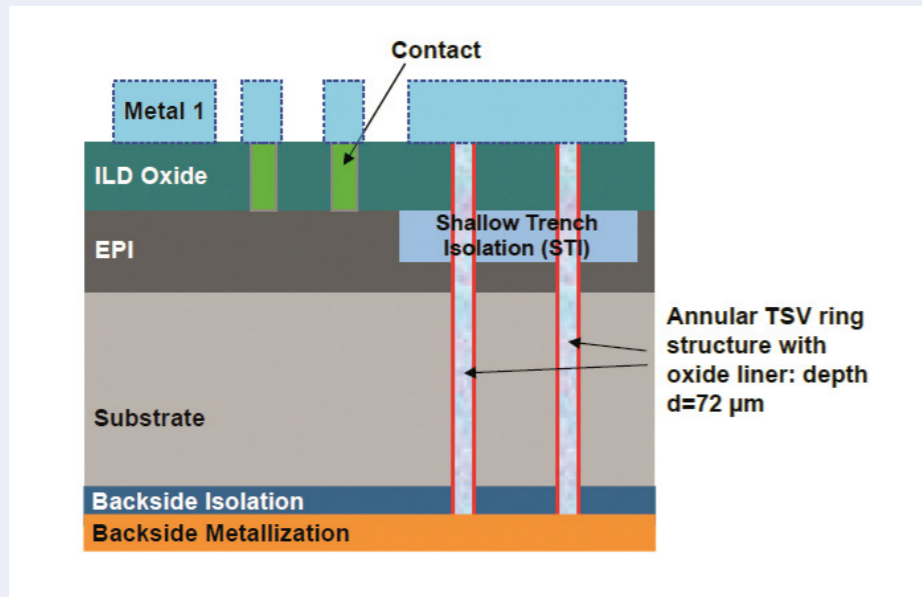 Contact
Metal 1
ILD Oxide
Shallow Trench
Isolation (STI)
EPI
Annular TSV ring
structure with
oxide liner: depth
d=72 µm
Substrate
Backside Isolation
Backside Metallization